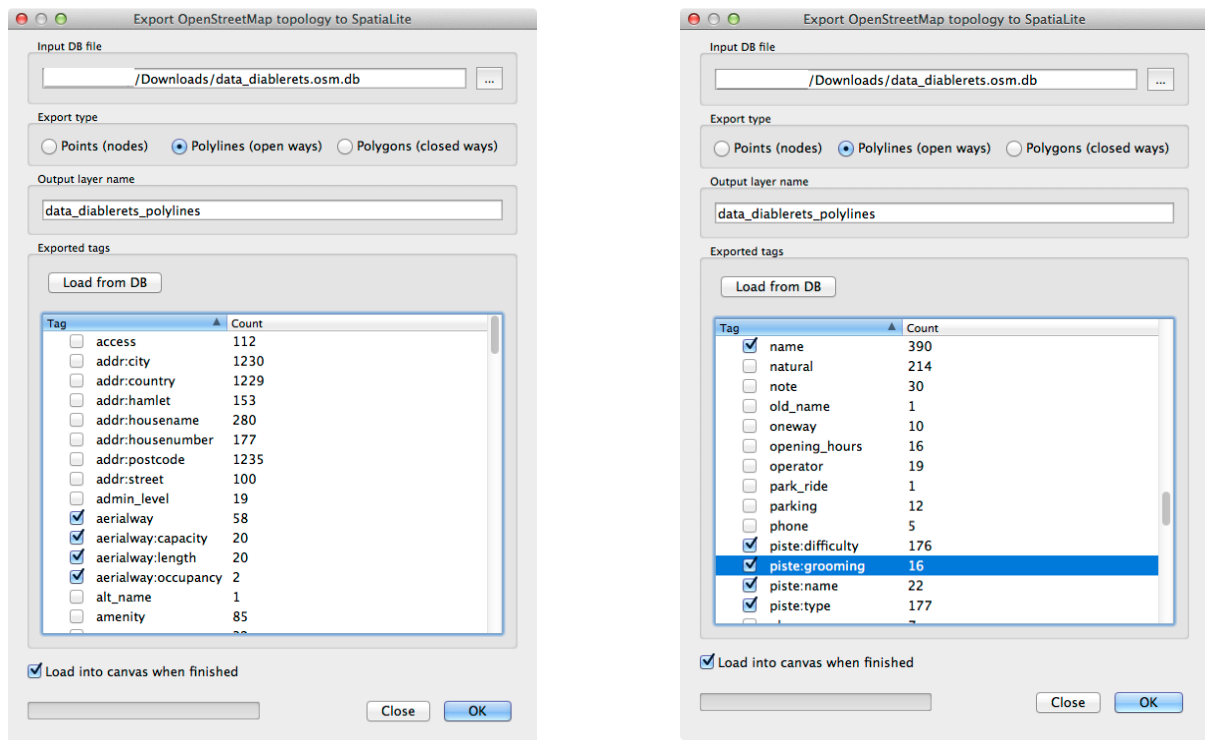 Export OpenStreetMap topology to SpatiaLite
Input DB file
/Downloads/data_diablerets.osm.db
...
Export type
Points (nodes) Polylines (open ways) Polygons (closed ways)
Output layer name
data_diablerets_polylines
Exported tags
Load from DB
Tag Count
access 112
addr:city 1230
addr:country 1229
addr:hamlet 153
addr:housename 280
addr:housenumber 177
addr:postcode 1235
addr:street 100
admin_level 19
aerialway 58
aerialway:capacity 20
aerialway:length 20
aerialway:occupancy 2
alt_name 1
amenity 85
Load into canvas when finished
Close OK
Export OpenStreetMap topology to SpatiaLite
Input DB file
/Downloads/data_diablerets.osm.db
...
Export type
Points (nodes) Polylines (open ways) Polygons (closed ways)
Output layer name
data_diablerets_polylines
Exported tags
Load from DB
Tag Count
name 390
natural 214
note 30
old_name 1
oneway 10
opening_hours 16
operator 19
park_ride 1
parking 12
phone 5
piste:difficulty 176
piste:grooming 16
piste:name 22
piste:type 177
Load into canvas when finished
Close OK